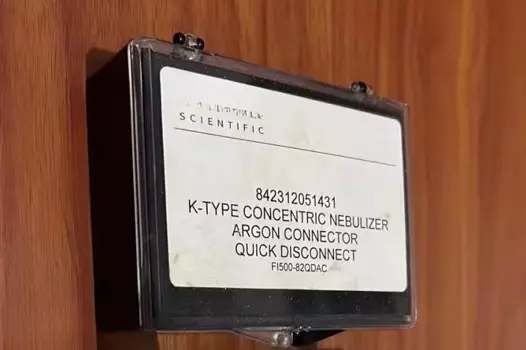 SCIENTIFIC
842312051431
K-TYPE CONCENTRIC NEBULIZER
ARGON CONNECTOR
QUICK DISCONNECT
FI500-82QDAC